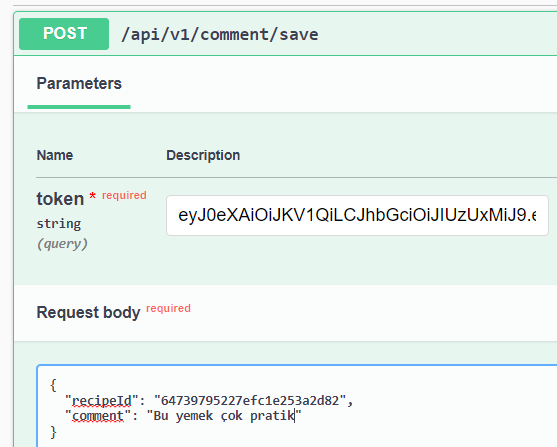 POST /api/v1/comment/save
Parameters
Name Description
token * required
string
(query)
eyJ0eXAiOiJKV1QiLCJhbGciOiJIUzUxMiJ9.e
Request body required
{
"recipeId": "64739795227efc1e253a2d82",
"comment": "Bu yemek çok pratik"
}